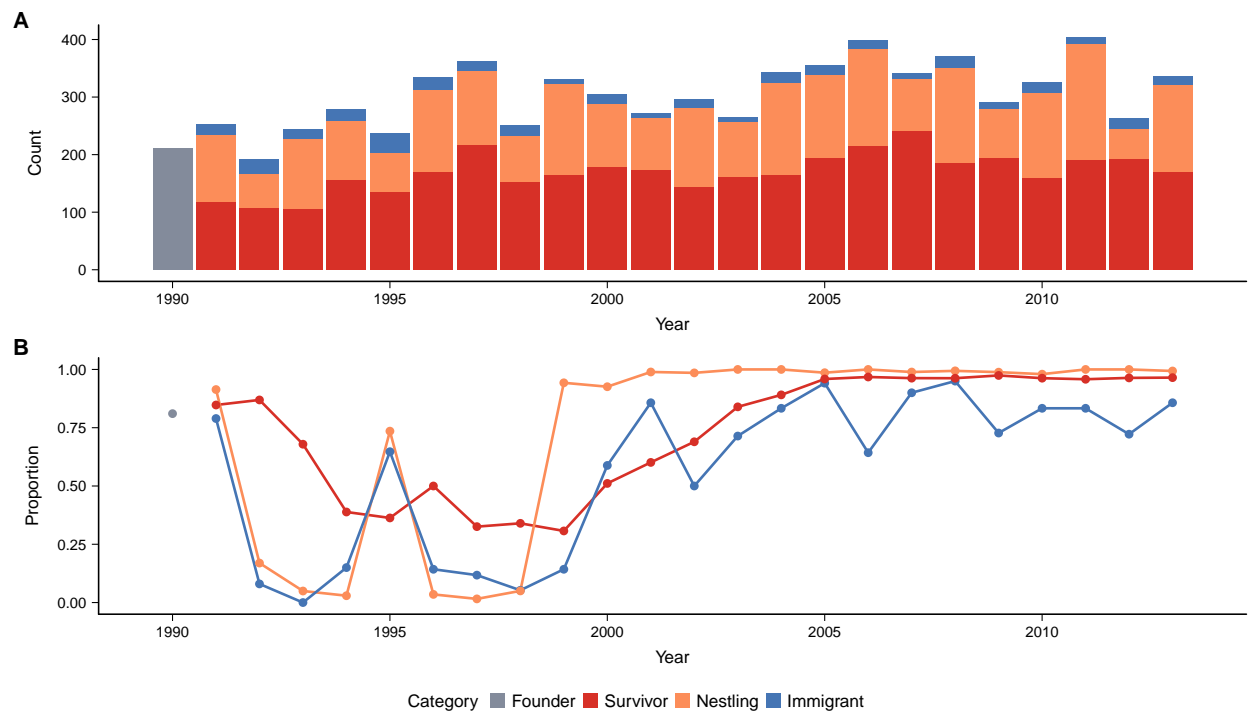 A
400
300
200
100
0
Count
1990 1995 2000 2005 2010
Year
B
1.00
0.75
0.50
0.25
0.00
Proportion
1990 1995 2000 2005 2010
Year
Category Founder Survivor Nestling Immigrant